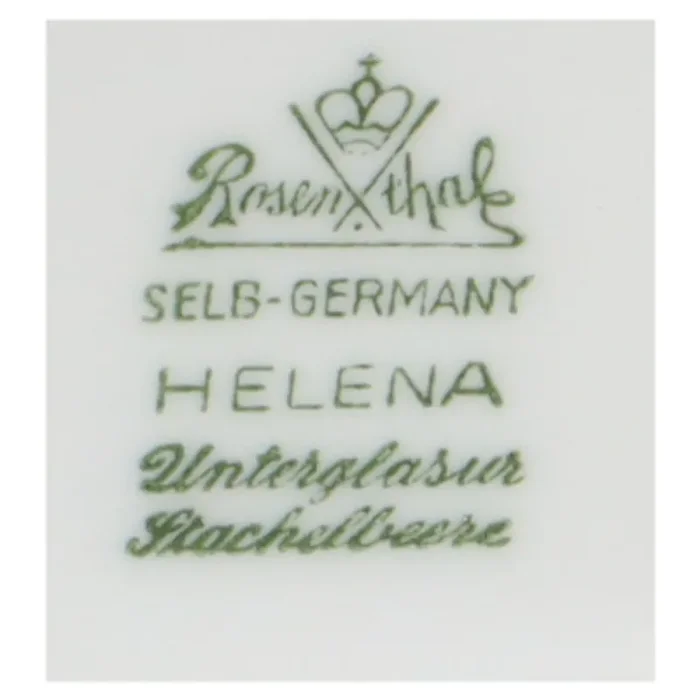 Rosenthal
SELB-GERMANY
HELENA
Unterglasur
Stachelbeere